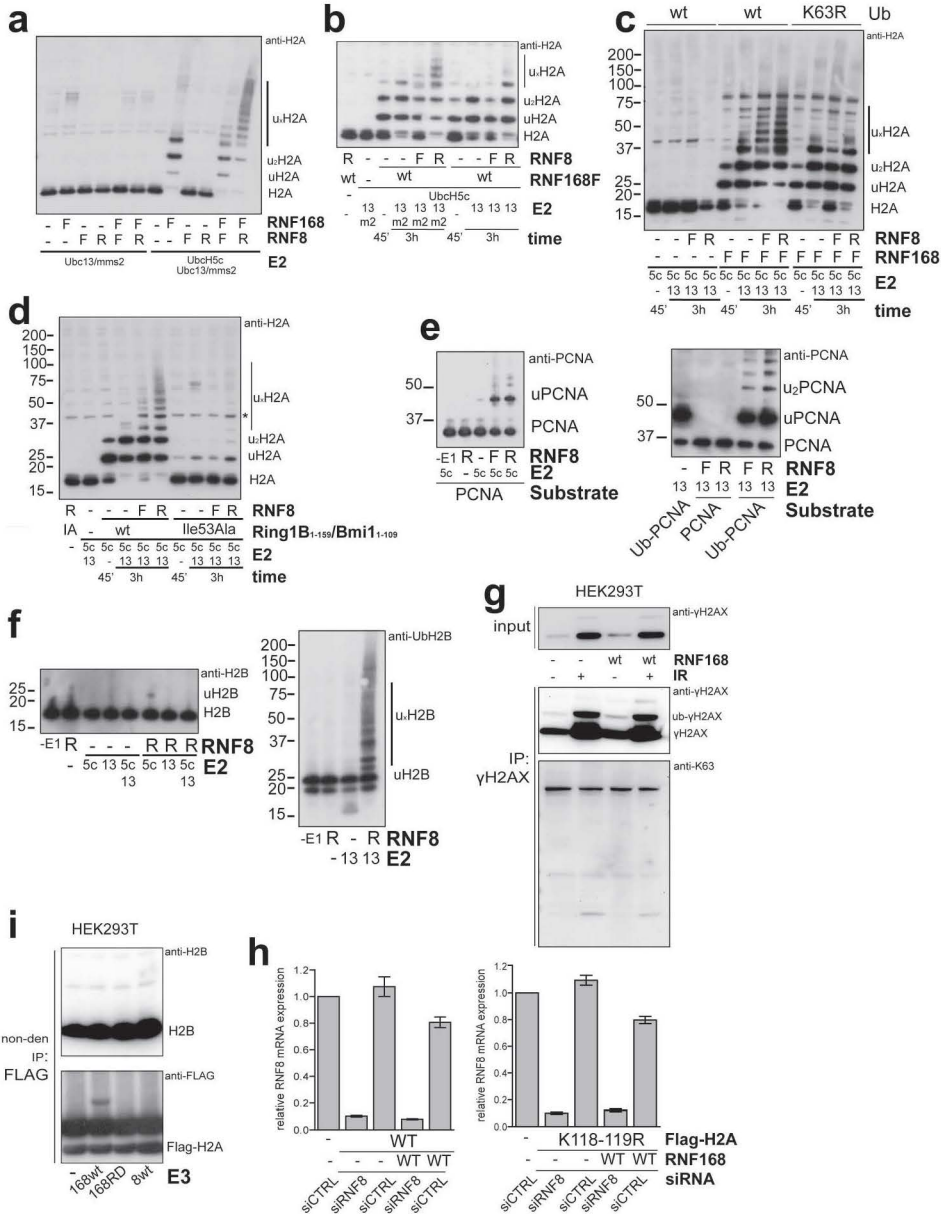 a
anti-H2A
uₓH2A
u₂H2A
uH2A
H2A
- F - - F F - F - - F F RNF168
- - F R F R - - F R F R RNF8
Ubc13/mms2
UbcH5c
Ubc13/mms2
E2
b
anti-H2A
uₓH2A
u₂H2A
uH2A
H2A
R - - - F R - - F R RNF8
wt - wt wt RNF168F
UbcH5c
- 13 - 13 13 13 - 13 13 13 E2
m2 m2 m2 m2
45' 3h 45' 3h time
c
wt wt K63R Ub
anti-H2A
200
150
100
75
50
37
25
20
15
uₓH2A
u₂H2A
uH2A
H2A
- - F R - - F R - - F R RNF8
- - - - F F F F F F F F RNF168
5c 5c 5c 5c 5c 5c 5c 5c 5c 5c 5c 5c
E2
- 13 13 13 - 13 13 13 - 13 13 13
45' 3h 45' 3h 45' 3h time
d
anti-H2A
200
150
100
75
50
37
25
20
15
uₓH2A
*
u₂H2A
uH2A
H2A
R - - - F R - - F R RNF8
IA - wt Ile53Ala Ring1B₁₋₁₅₉/Bmi1₁₋₁₀₉
- 5c 5c 5c 5c 5c 5c 5c 5c 5c E2
13 - 13 13 13 - 13 13 13
45' 3h 45' 3h time
e
anti-PCNA
50
37
uPCNA
PCNA
-E1 R - F R RNF8
5c - 5c 5c 5c E2
PCNA Substrate
anti-PCNA
u₂PCNA
50
uPCNA
37
PCNA
- F R F R RNF8
13 13 13 13 13 E2
Ub-PCNA PCNA Ub-PCNA Substrate
f
anti-H2B
25
20
15
uH2B
H2B
-E1 R - - - R R R RNF8
- 5c 13 5c 5c 13 5c E2
13 13
anti-UbH2B
200
150
100
75
50
37
25
20
15
uₓH2B
uH2B
-E1 R - R RNF8
- 13 13 E2
g
HEK293T
input
anti-γH2AX
- - wt wt RNF168
- + - + IR
anti-γH2AX
ub-γH2AX
γH2AX
IP:
γH2AX
anti-K63
i
HEK293T
anti-H2B
H2B
non-den
IP:
FLAG
anti-FLAG
Flag-H2A
- 168wt 168RD 8wt E3
h
relative RNF8 mRNA expression
1.2
1.0
0.8
0.6
0.4
0.2
0.0
- WT
- - WT WT
siCTRL siRNF8 siCTRL siRNF8 siCTRL
relative RNF8 mRNA expression
1.2
1.0
0.8
0.6
0.4
0.2
0.0
- K118-119R Flag-H2A
- - WT WT RNF168
siCTRL siRNF8 siCTRL siRNF8 siCTRL siRNA